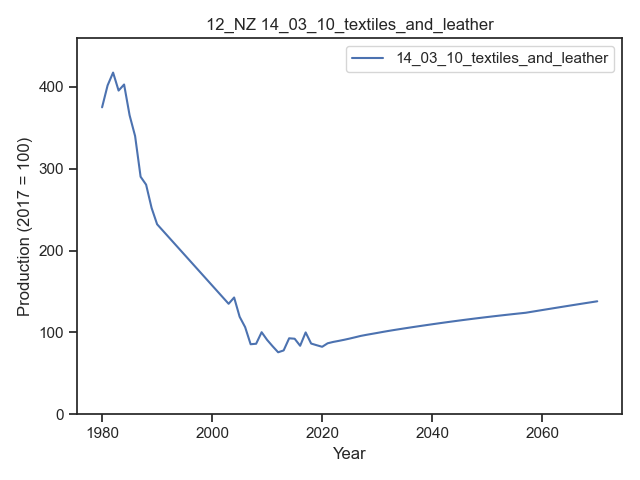 12_NZ 14_03_10_textiles_and_leather
14_03_10_textiles_and_leather
400
300
200
100
0
Production (2017 = 100)
1980
2000
2020
2040
2060
Year